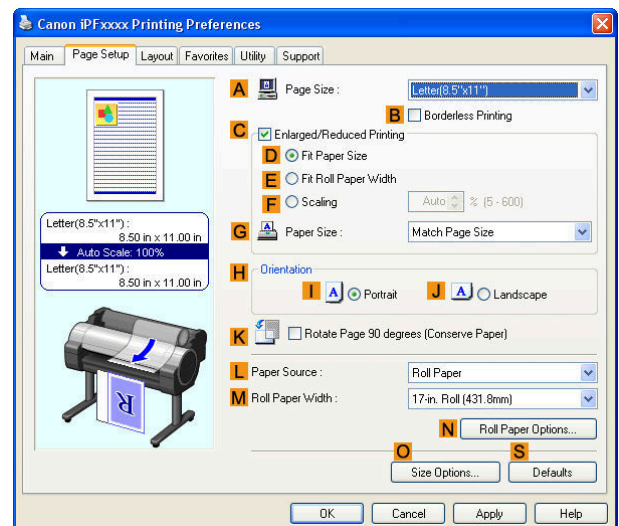 Canon iPFxxxx Printing Preferences
Main Page Setup Layout Favorites Utility Support
A Page Size : Letter(8.5"x11")
B Borderless Printing
C Enlarged/Reduced Printing
D Fit Paper Size
E Fit Roll Paper Width
F Scaling Auto % (5 - 600)
G Paper Size : Match Page Size
Letter(8.5"x11") :
8.50 in x 11.00 in
Auto Scale: 100%
Letter(8.5"x11") :
8.50 in x 11.00 in
H Orientation
I A Portrait J A Landscape
K Rotate Page 90 degrees (Conserve Paper)
L Paper Source : Roll Paper
M Roll Paper Width : 17-in. Roll (431.8mm)
R
N Roll Paper Options...
O S
Size Options... Defaults
OK Cancel Apply Help